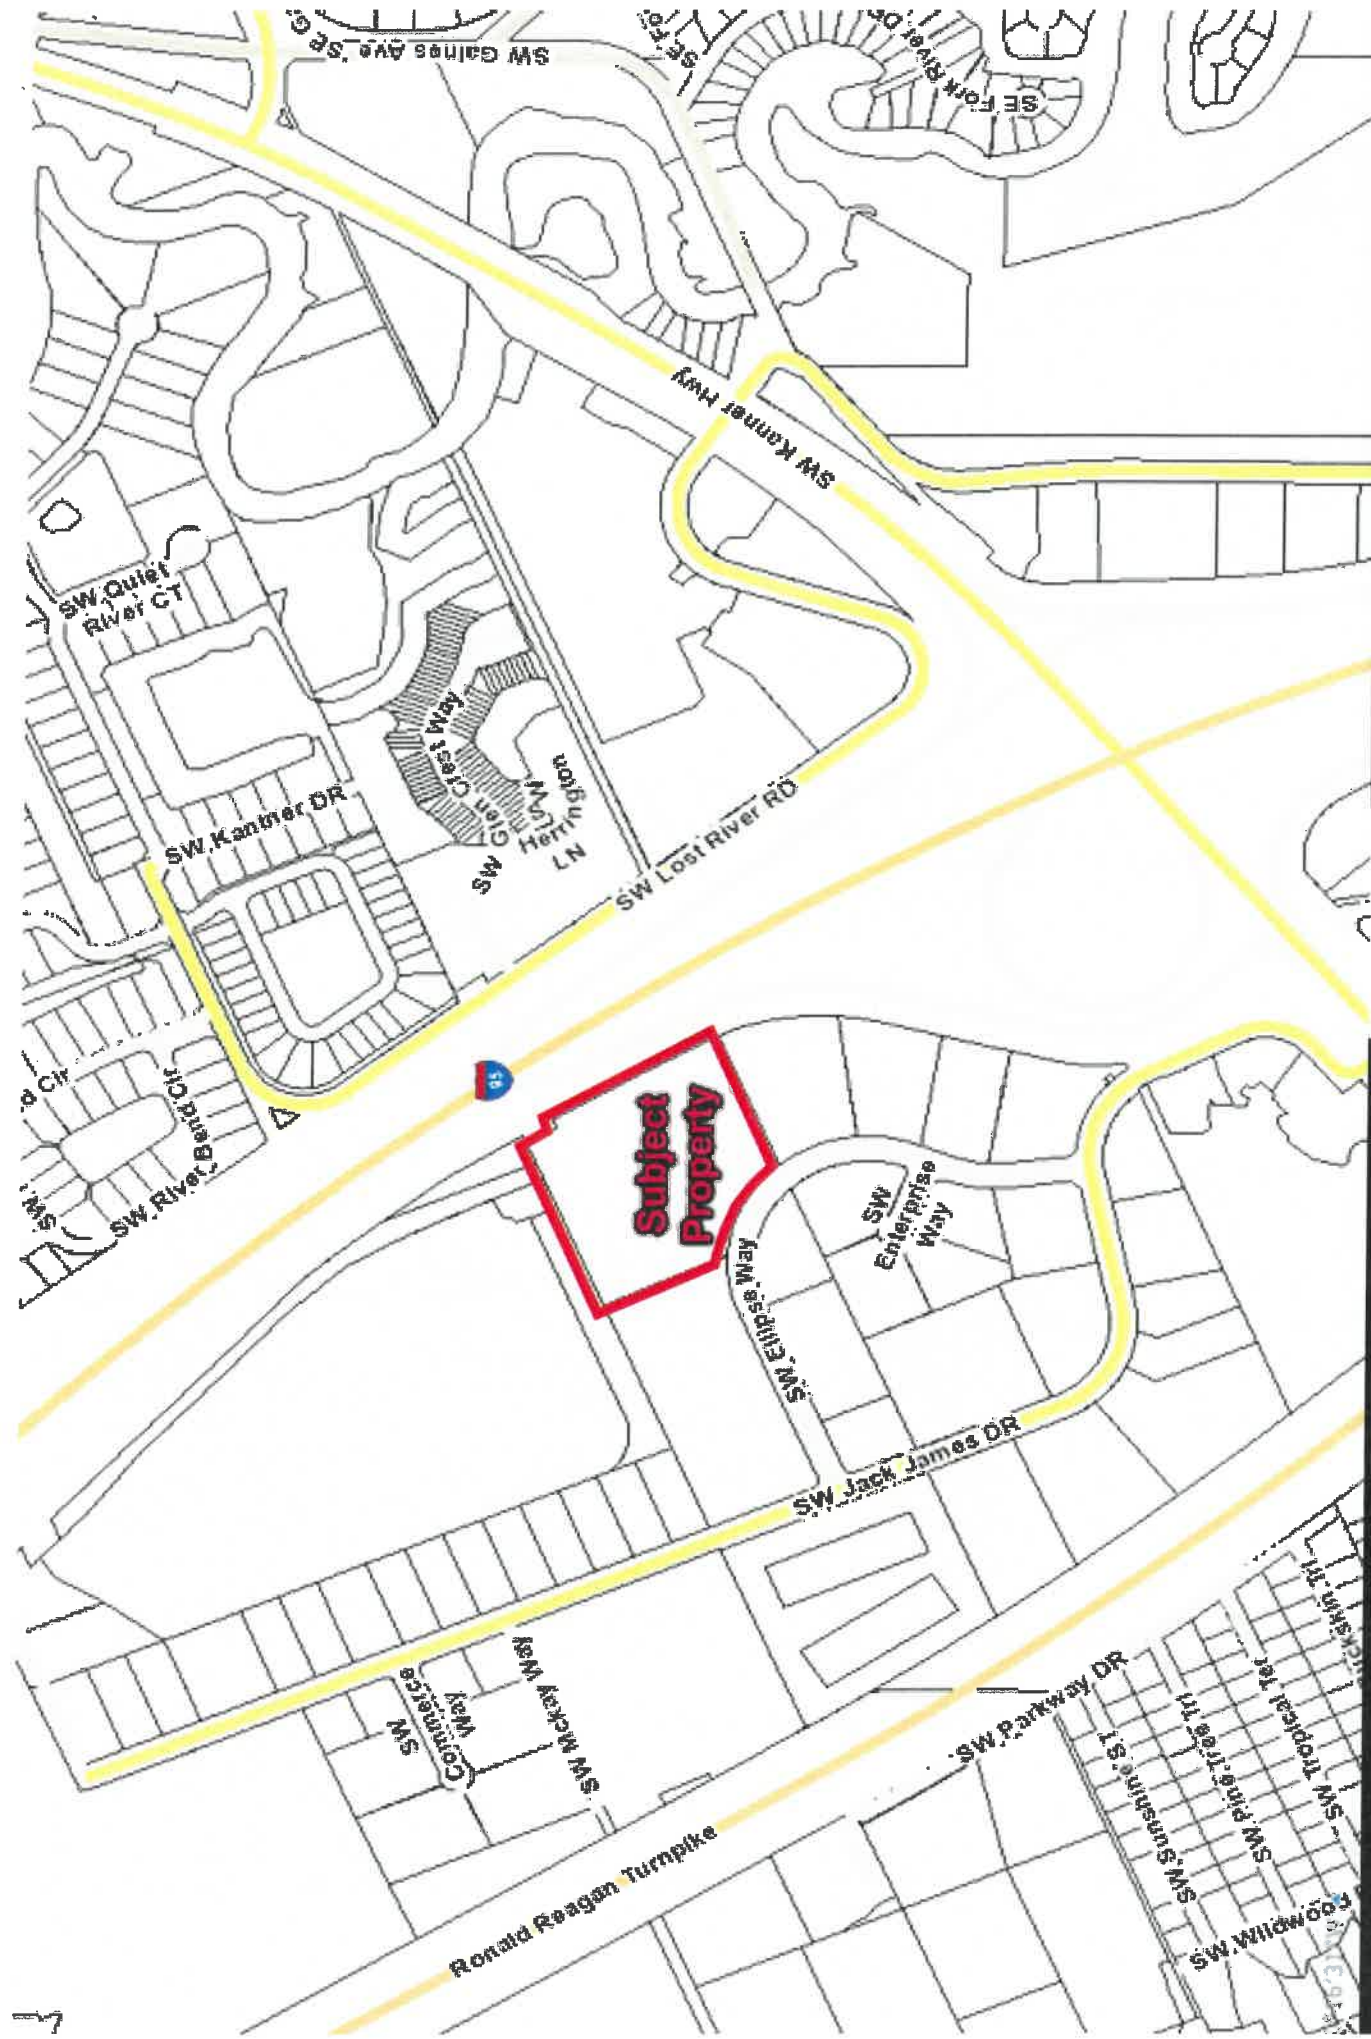 SW Gaines Ave
SE Fork River Dr
SW Kanner Hwy
SW Quiet
River CT
SW Kantner DR
SW Glen Crest Way
SW
Herrington
LN
SW Lost River RD
SW River Bend Cir
95
Subject
Property
SW Ellipse Way
SW
Enterprise
Way
SW Jack James DR
SW
Commerce
Way
SW Mckay Way
Ronald Reagan Turnpike
SW Parkway DR
SW Sunshine ST
SW Pine Tree Trl
SW Tropical Ter
SW Wildwood